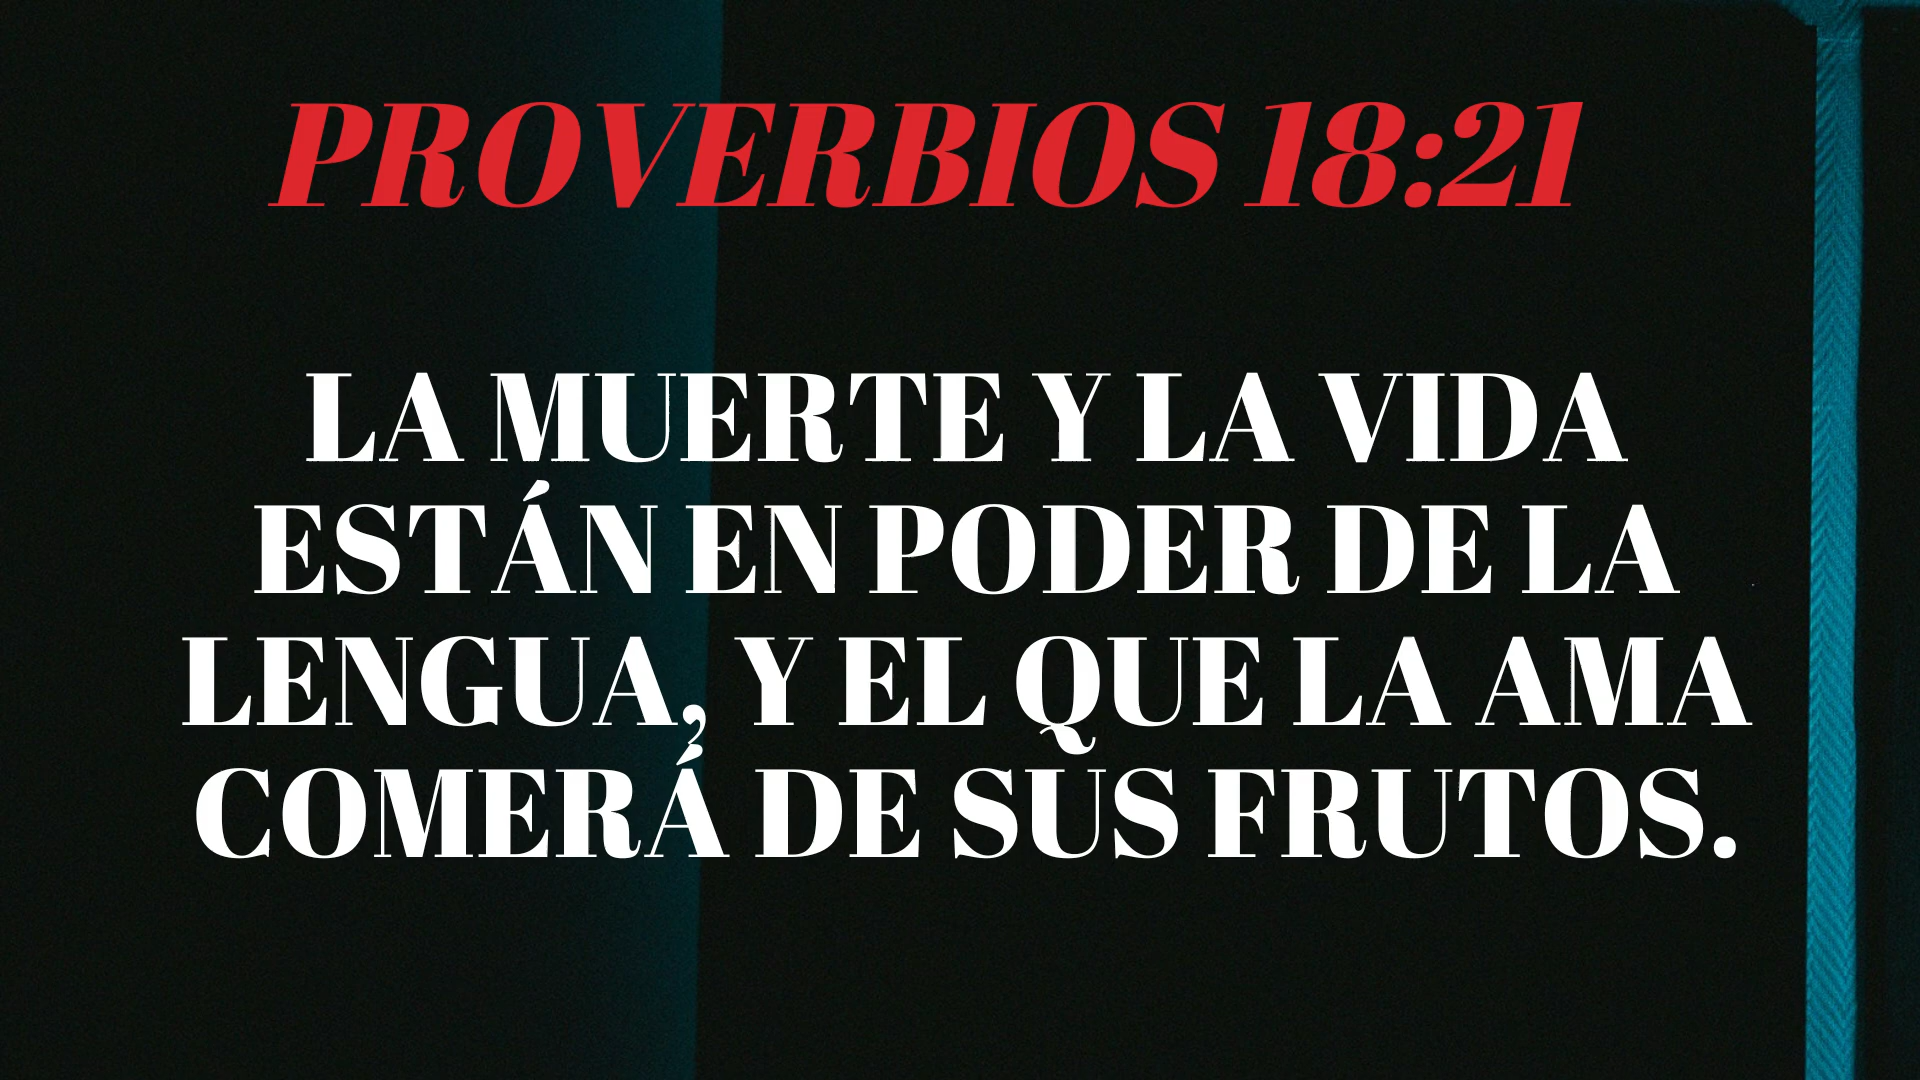 PROVERBIOS 18:21
LA MUERTE Y LA VIDA
ESTÁN EN PODER DE LA
LENGUA, Y EL QUE LA AMA
COMERÁ DE SUS FRUTOS.